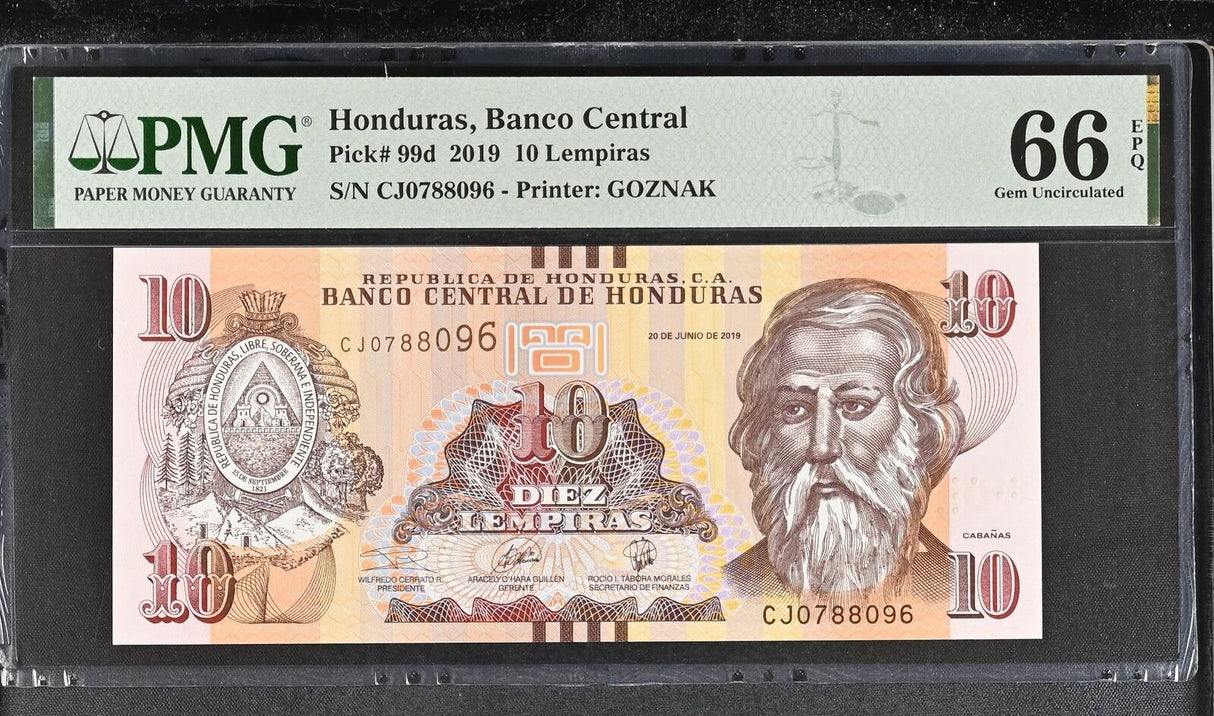 PMG®
PAPER MONEY GUARANTY
Honduras, Banco Central
Pick# 99d 2019 10 Lempiras
S/N CJ0788096 - Printer: GOZNAK
66
EPQ
Gem Uncirculated
REPUBLICA DE HONDURAS, C.A.
BANCO CENTRAL DE HONDURAS
10
10
CJ0788096
20 DE JUNIO DE 2019
REPUBLICA DE HONDURAS, LIBRE, SOBERANA E INDEPENDIENTE
15 DE SEPTIEMBRE
1821
10
DIEZ
LEMPIRAS
CABAÑAS
WILFREDO CERRATO R.
PRESIDENTE
ARACELY O'HARA GUILLÉN
GERENTE
ROCIO I. TÁBORA MORALES
SECRETARIO DE FINANZAS
10
10
CJ0788096